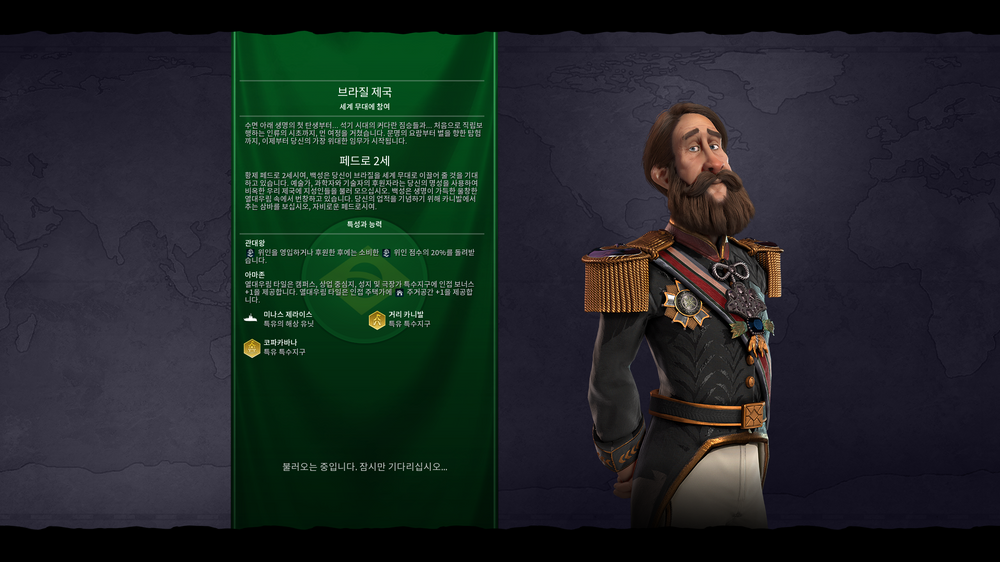 브라질 제국
세계 무대에 참여
수면 아래 생명의 첫 탄생부터... 석기 시대의 커다란 짐승들과... 처음으로 직립보
행하는 인류의 시초까지, 먼 여정을 거쳤습니다. 문명의 요람부터 별을 향한 탐험
까지, 이제부터 당신의 가장 위대한 임무가 시작됩니다.
페드로 2세
황제 페드로 2세시여, 백성은 당신이 브라질을 세계 무대로 이끌어 줄 것을 기대
하고 있습니다. 예술가, 과학자와 기술자의 후원자라는 당신의 명성을 사용하여
비옥한 우리 제국에 지성인들을 불러 모으십시오. 백성은 생명이 가득한 울창한
열대우림 속에서 번창하고 있습니다. 당신의 업적을 기념하기 위해 카니발에서
추는 삼바를 보십시오, 자비로운 페드로시여.
특성과 능력
관대왕
위인을 영입하거나 후원한 후에는 소비한 위인 점수의 20%를 돌려받
습니다.
아마존
열대우림 타일은 캠퍼스, 상업 중심지, 성지 및 극장가 특수지구에 인접 보너스
+1을 제공합니다. 열대우림 타일은 인접 주택가에 주거공간 +1을 제공합
니다.
미나스 제라이스
특유의 해상 유닛
거리 카니발
특유 특수지구
코파카바나
특유 특수지구
불러오는 중입니다. 잠시만 기다리십시오...